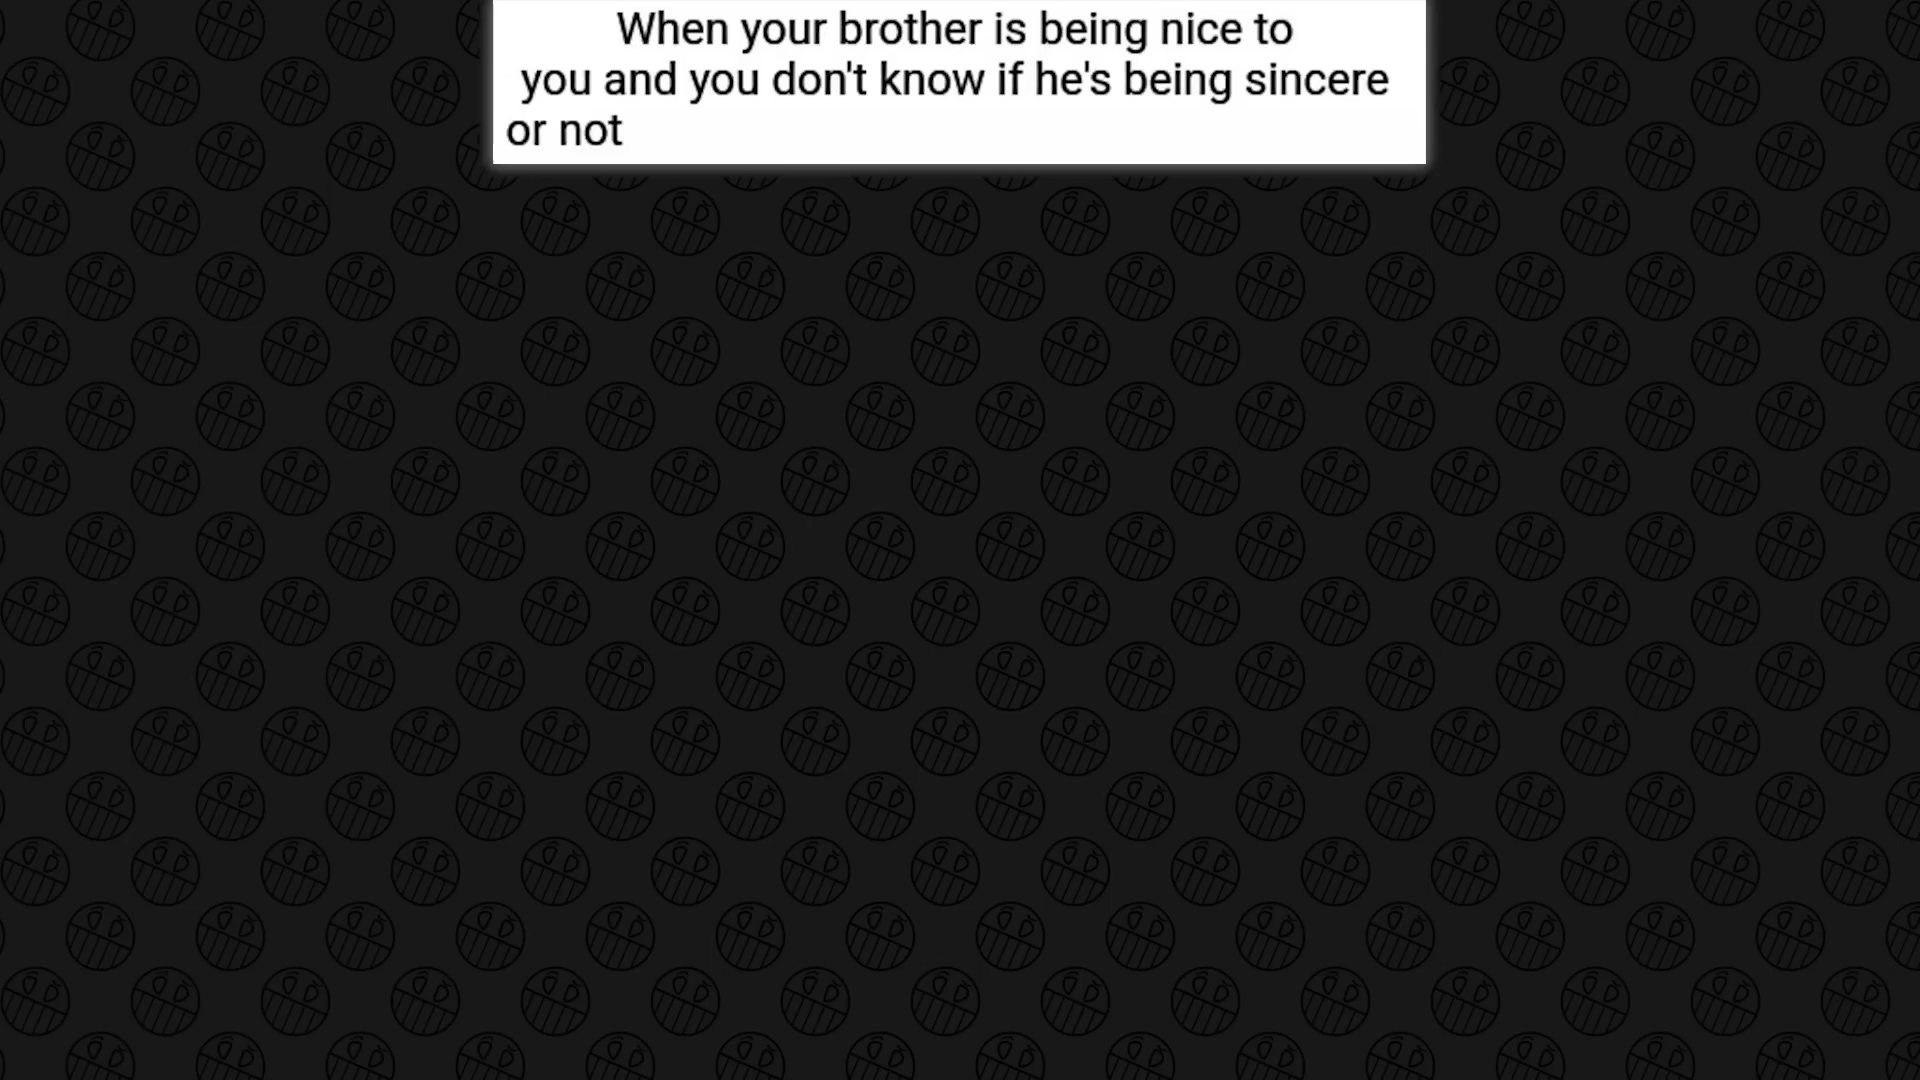 When your brother is being nice to
you and you don't know if he's being sincere
or not